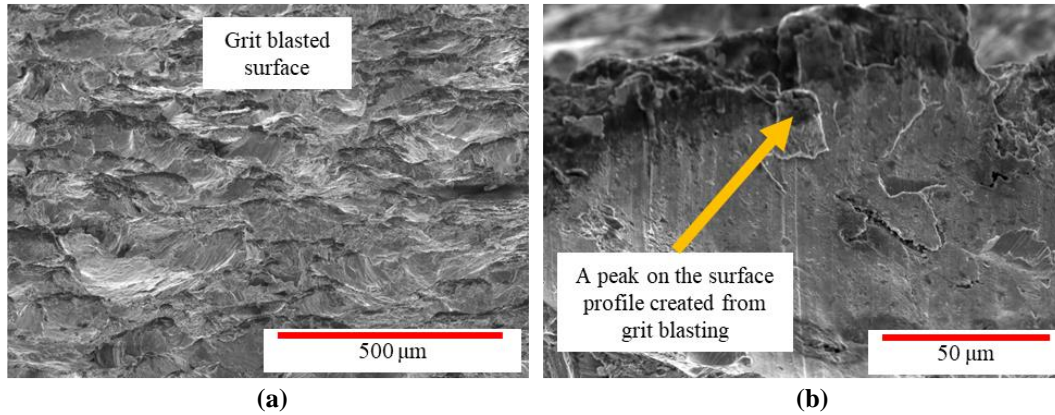 Grit blasted
surface
500 μm
A peak on the surface
profile created from
grit blasting
50 μm
(a)
(b)